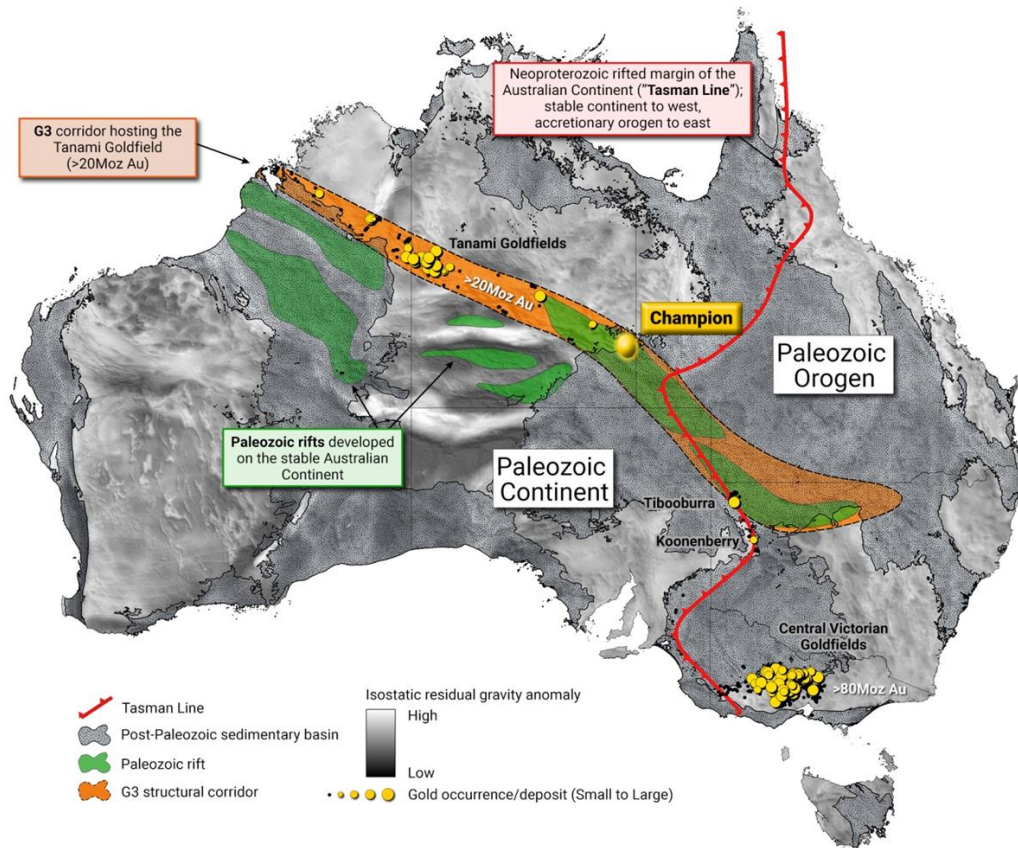 Neoproterozoic rifted margin of the
Australian Continent ("Tasman Line");
stable continent to west,
accretionary orogen to east
G3 corridor hosting the
Tanami Goldfield
(>20Moz Au)
Tanami Goldfields
>20Moz Au
Champion
Paleozoic
Orogen
Paleozoic rifts developed
on the stable Australian
Continent
Paleozoic
Continent
Tibooburra
Koonenberry
Central Victorian
Goldfields
>80Moz Au
Tasman Line
Post-Paleozoic sedimentary basin
Paleozoic rift
G3 structural corridor
Isostatic residual gravity anomaly
High
Low
Gold occurrence/deposit (Small to Large)